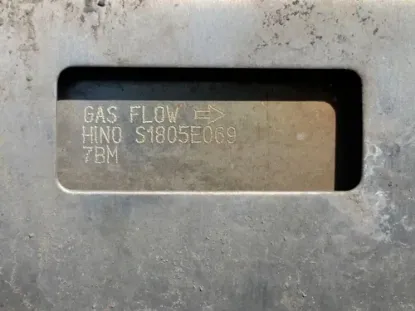 GAS FLOW ⇨
HINO S1805E069
7BM